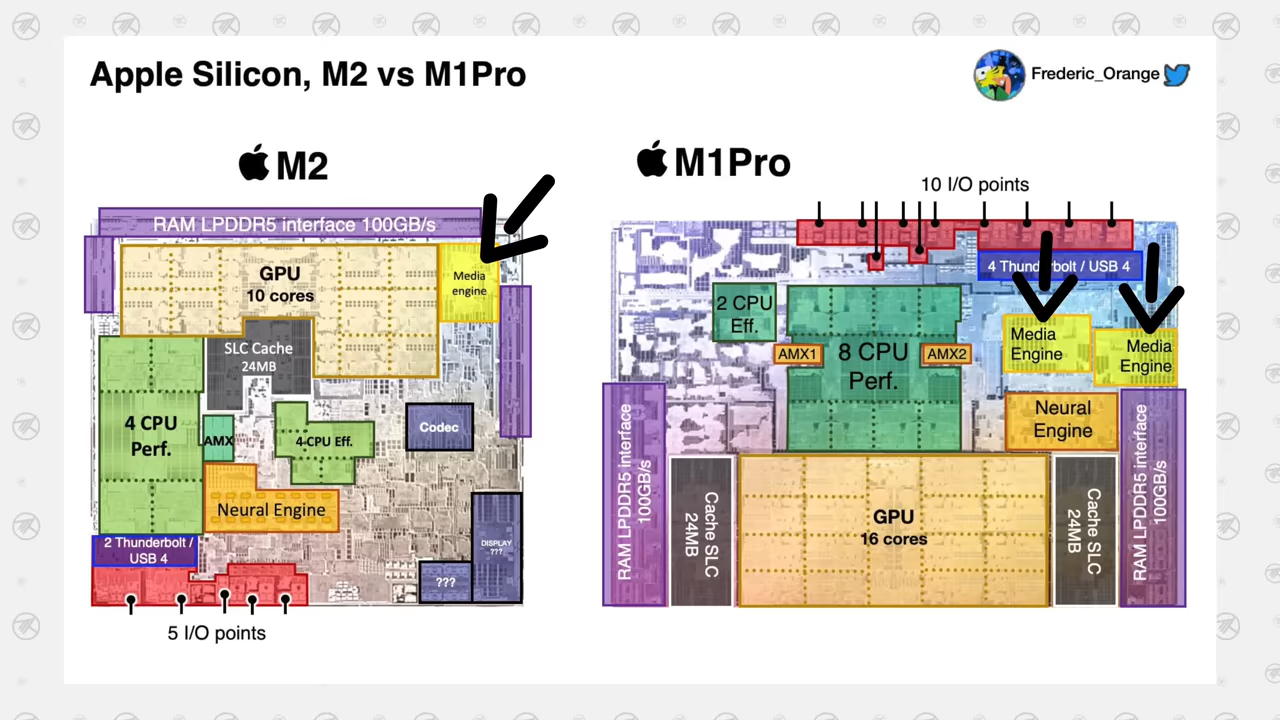 Apple Silicon, M2 vs M1Pro
Frederic_Orange
M2
RAM LPDDR5 interface 100GB/s
GPU
10 cores
Media
engine
SLC Cache
24MB
4 CPU
Perf.
AMX
4 CPU Eff.
Codec
Neural Engine
2 Thunderbolt /
USB 4
DISPLAY
???
???
5 I/O points
M1Pro
10 I/O points
4 Thunderbolt / USB 4
2 CPU
Eff.
AMX1
8 CPU
Perf.
AMX2
Media
Engine
Media
Engine
Neural
Engine
RAM LPDDR5 interface
100GB/s
Cache SLC
24MB
GPU
16 cores
Cache SLC
24MB
RAM LPDDR5 interface
100GB/s